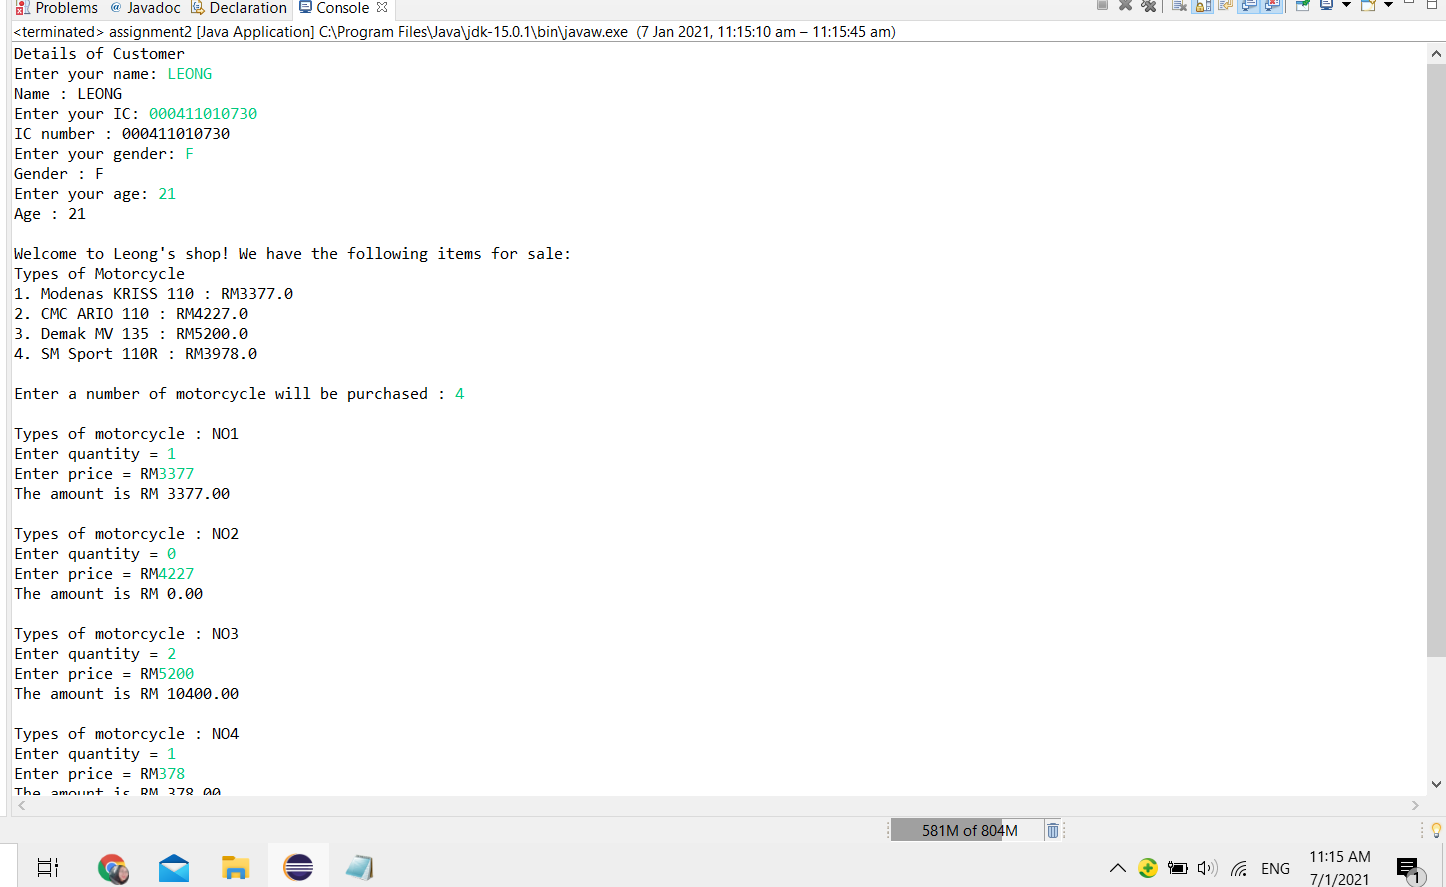 Problems @ Javadoc Declaration Console
<terminated> assignment2 [Java Application] C:\Program Files\Java\jdk-15.0.1\bin\javaw.exe (7 Jan 2021, 11:15:10 am – 11:15:45 am)
Details of Customer
Enter your name: LEONG
Name : LEONG
Enter your IC: 000411010730
IC number : 000411010730
Enter your gender: F
Gender : F
Enter your age: 21
Age : 21
Welcome to Leong's shop! We have the following items for sale:
Types of Motorcycle
1. Modenas KRISS 110 : RM3377.0
2. CMC ARIO 110 : RM4227.0
3. Demak MV 135 : RM5200.0
4. SM Sport 110R : RM3978.0
Enter a number of motorcycle will be purchased : 4
Types of motorcycle : NO1
Enter quantity = 1
Enter price = RM3377
The amount is RM 3377.00
Types of motorcycle : NO2
Enter quantity = 0
Enter price = RM4227
The amount is RM 0.00
Types of motorcycle : NO3
Enter quantity = 2
Enter price = RM5200
The amount is RM 10400.00
Types of motorcycle : NO4
Enter quantity = 1
Enter price = RM378
The amount is RM 378.00
581M of 804M
ENG
11:15 AM
7/1/2021
1